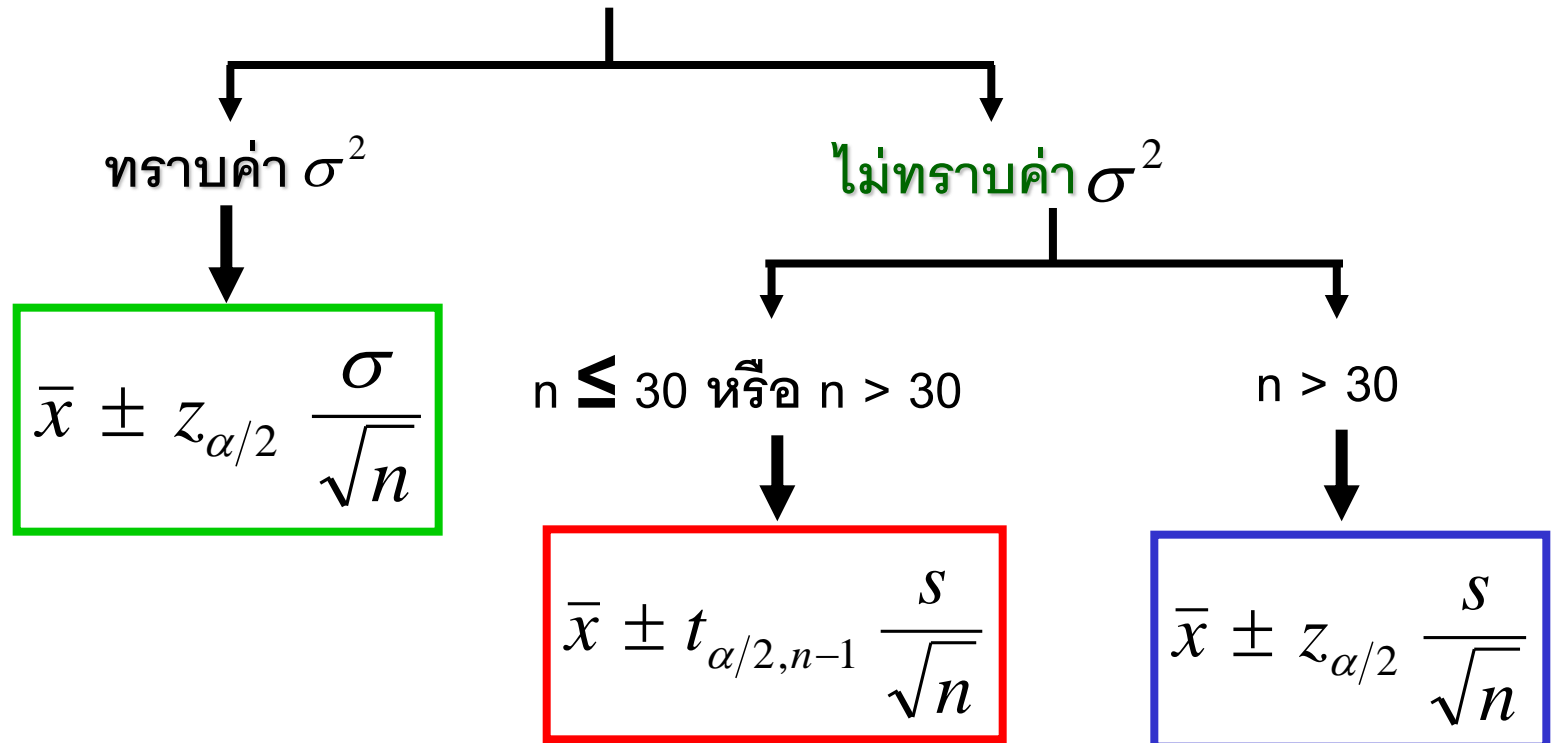 ทราบค่า σ²
ไม่ทราบค่า σ²
x̄ ± z_{α/2} σ/√n
n ≤ 30 หรือ n > 30
n > 30
x̄ ± t_{α/2,n−1} s/√n
x̄ ± z_{α/2} s/√n